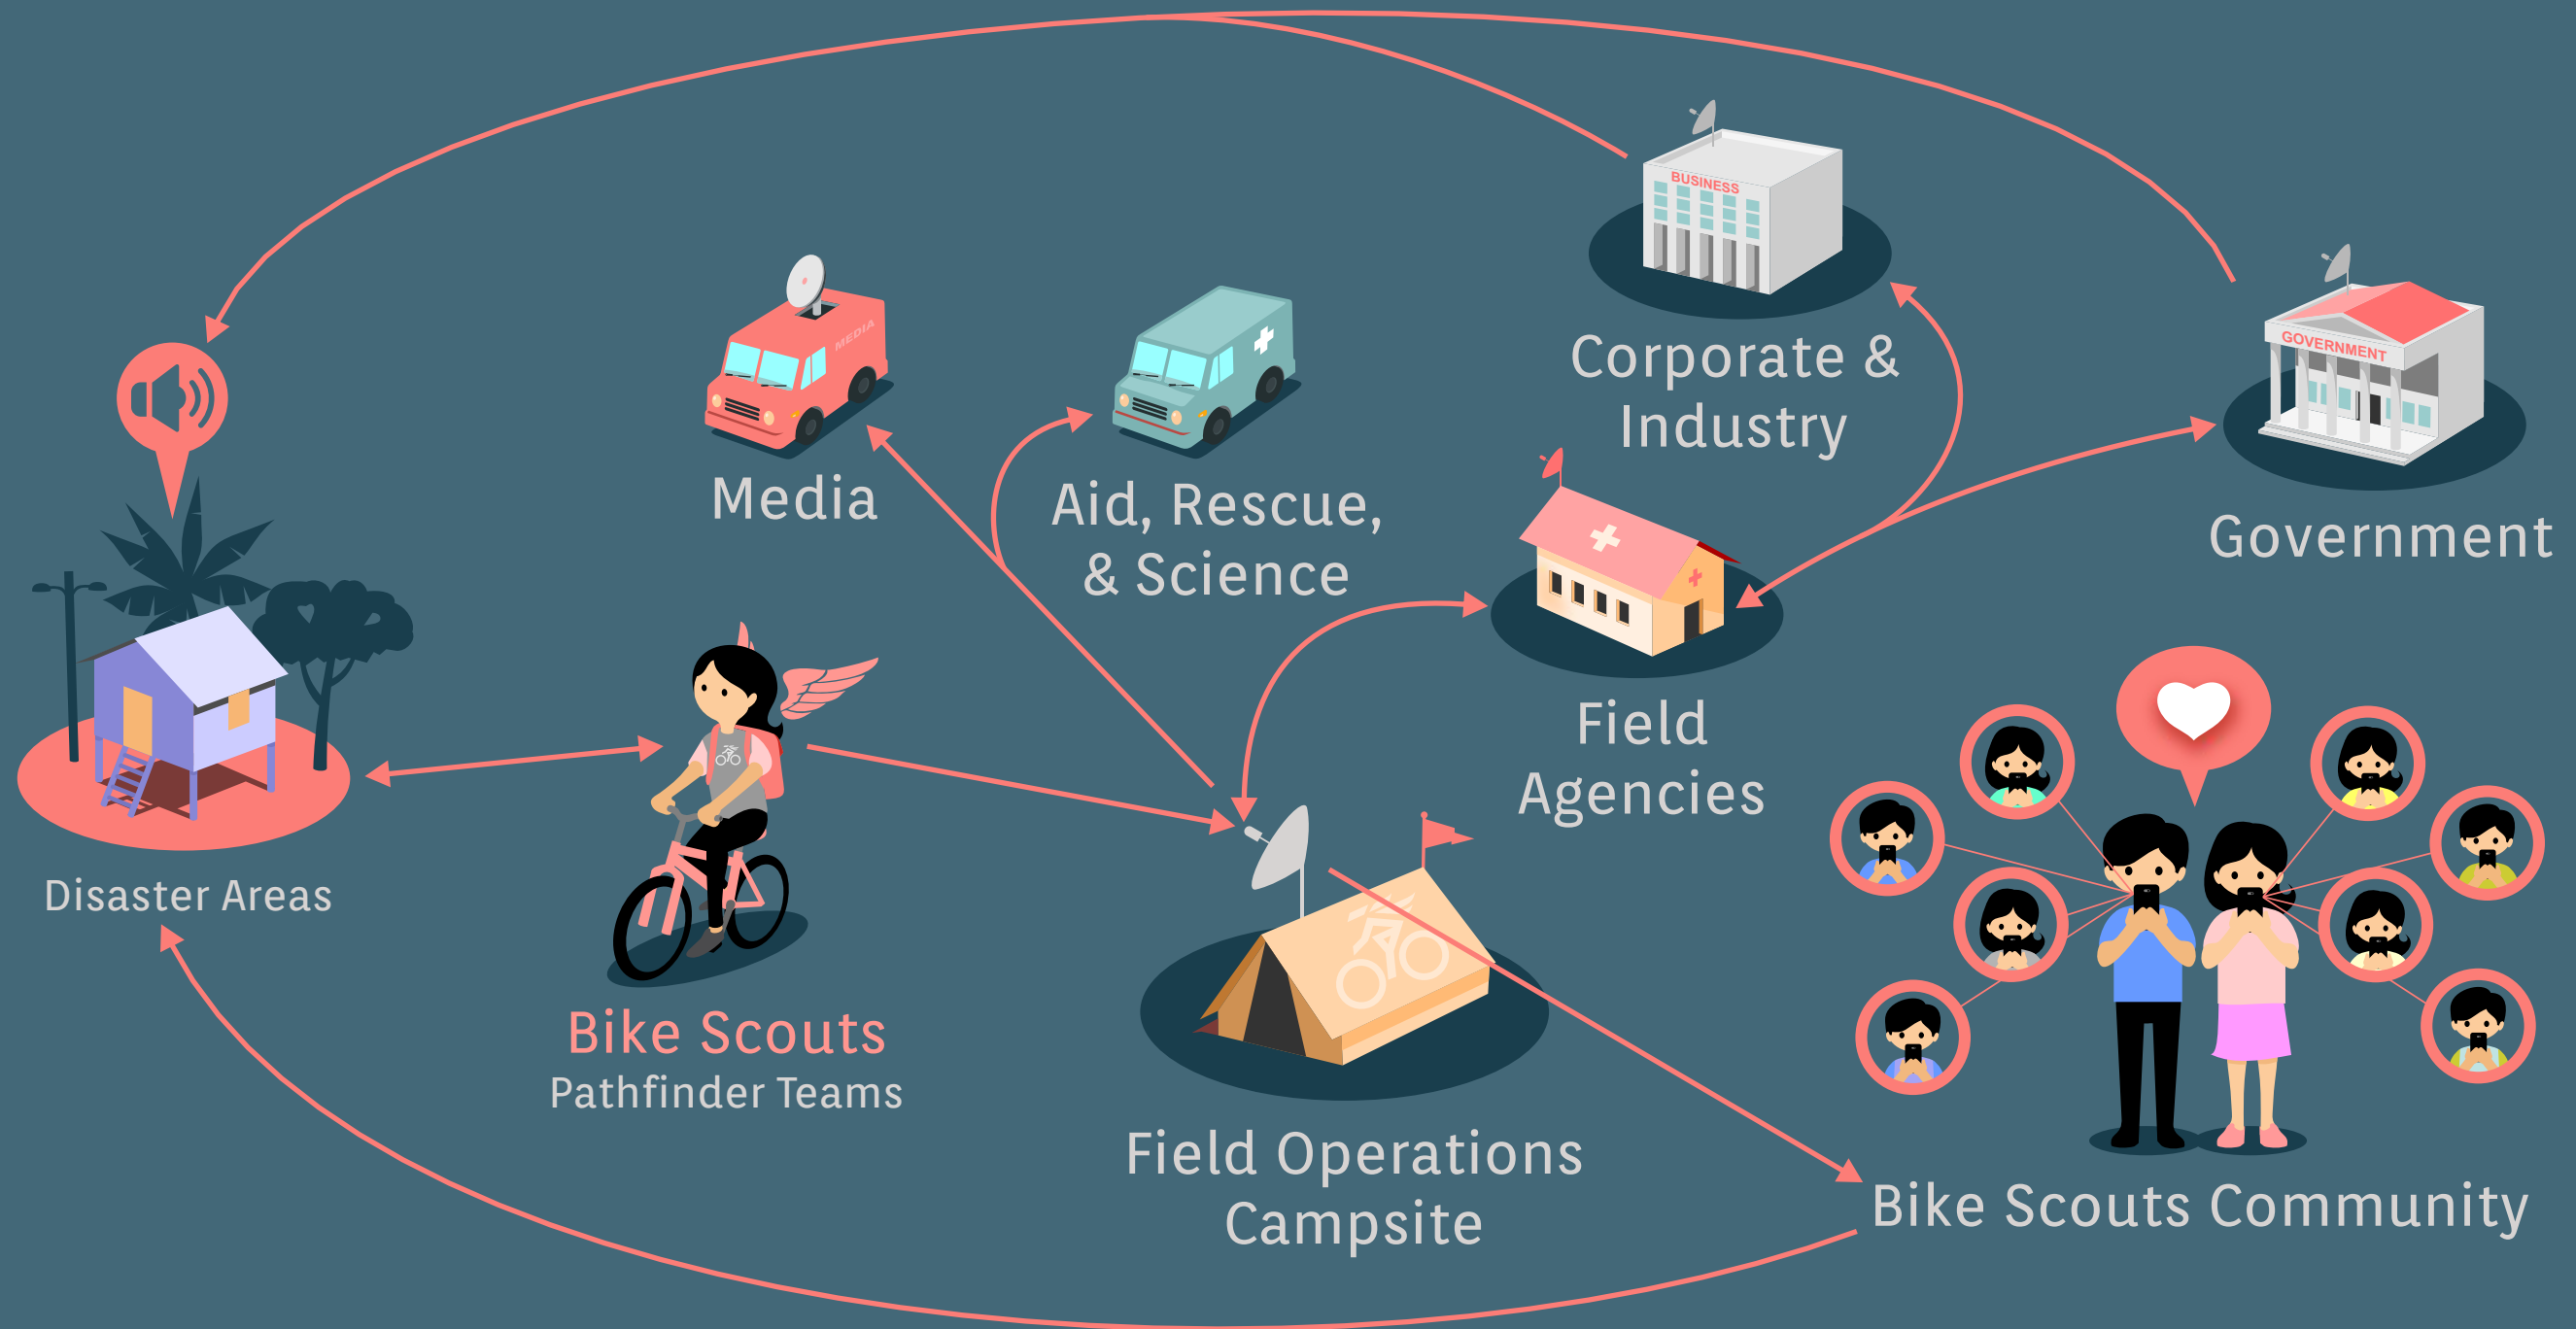 BUSINESS
Corporate &
Industry
GOVERNMENT
Government
MEDIA
Media
Aid, Rescue,
& Science
Field
Agencies
Disaster Areas
Bike Scouts
Pathfinder Teams
Field Operations
Campsite
Bike Scouts Community